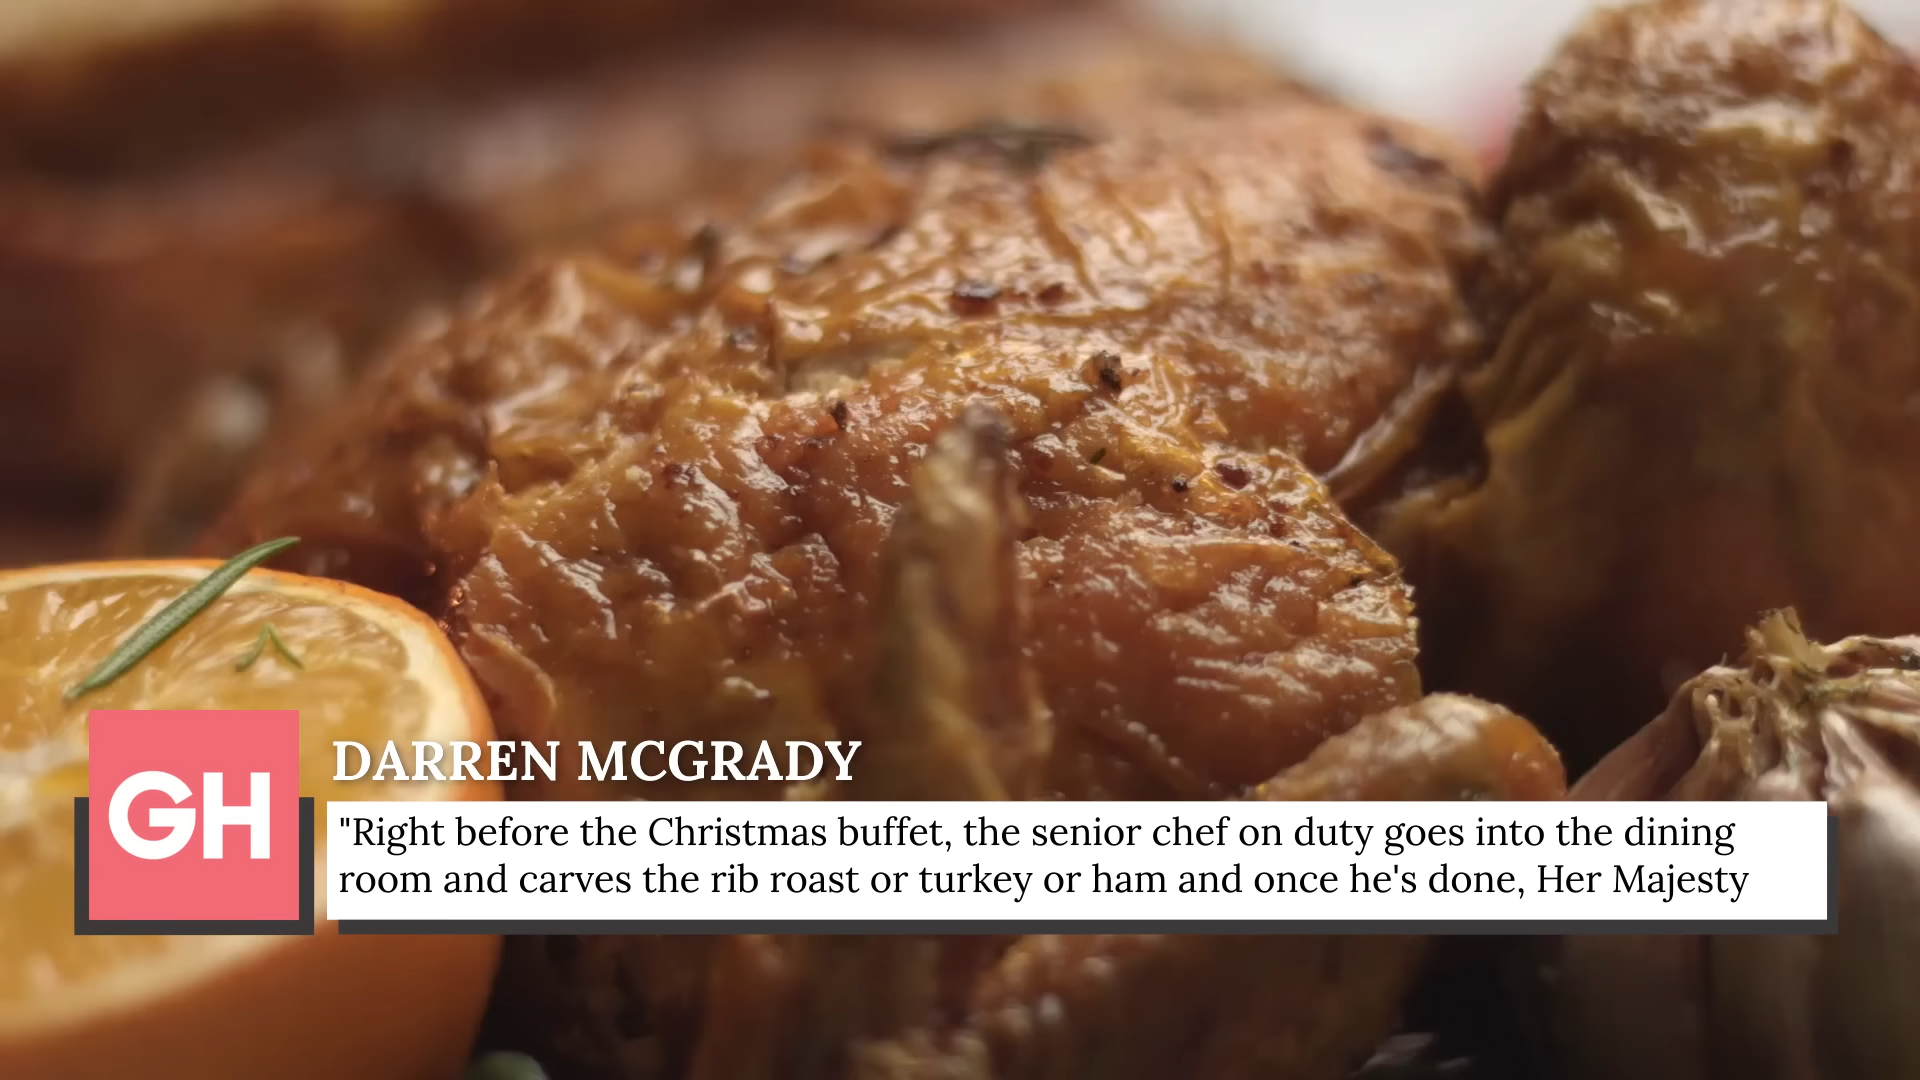 GH
DARREN MCGRADY
"Right before the Christmas buffet, the senior chef on duty goes into the dining
room and carves the rib roast or turkey or ham and once he's done, Her Majesty